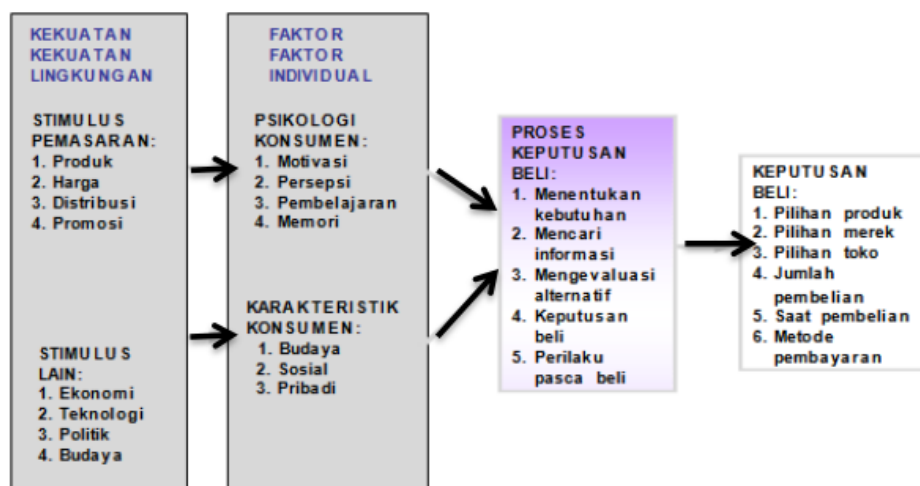 KEKUATAN
KEKUATAN
LINGKUNGAN
STIMULUS
PEMASARAN:
1. Produk
2. Harga
3. Distribusi
4. Promosi
STIMULUS
LAIN:
1. Ekonomi
2. Teknologi
3. Politik
4. Budaya
FAKTOR
FAKTOR
INDIVIDUAL
PSIKOLOGI
KONSUMEN:
1. Motivasi
2. Persepsi
3. Pembelajaran
4. Memori
KARAKTERISTIK
KONSUMEN:
1. Budaya
2. Sosial
3. Pribadi
PROSES
KEPUTUSAN
BELI:
1. Menentukan
kebutuhan
2. Mencari
informasi
3. Mengevaluasi
alternatif
4. Keputusan
beli
5. Perilaku
pasca beli
KEPUTUSAN
BELI:
1. Pilihan produk
2. Pilihan merek
3. Pilihan toko
4. Jumlah
pembelian
5. Saat pembelian
6. Metode
pembayaran